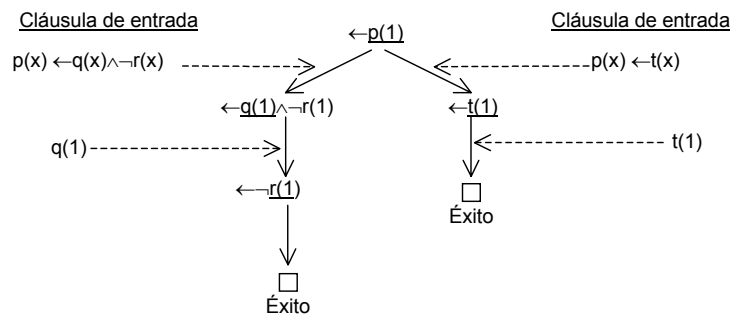 Cláusula de entrada
Cláusula de entrada
←p(1)
p(x) ←q(x)∧¬r(x)
p(x) ←t(x)
←q(1)∧¬r(1)
←t(1)
q(1)
t(1)
←¬r(1)
Éxito
Éxito